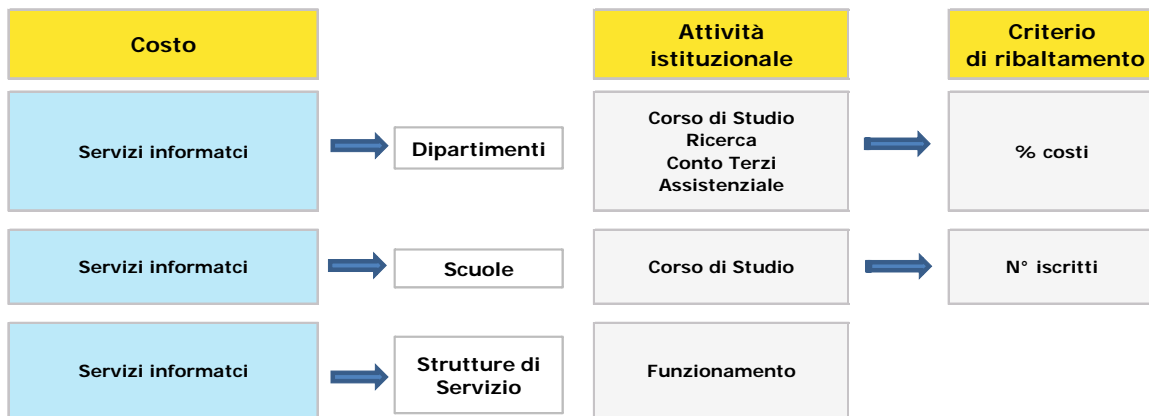 Costo
Attività
istituzionale
Criterio
di ribaltamento
Servizi informatci
Dipartimenti
Corso di Studio
Ricerca
Conto Terzi
Assistenziale
% costi
Servizi informatci
Scuole
Corso di Studio
N° iscritti
Servizi informatci
Strutture di
Servizio
Funzionamento